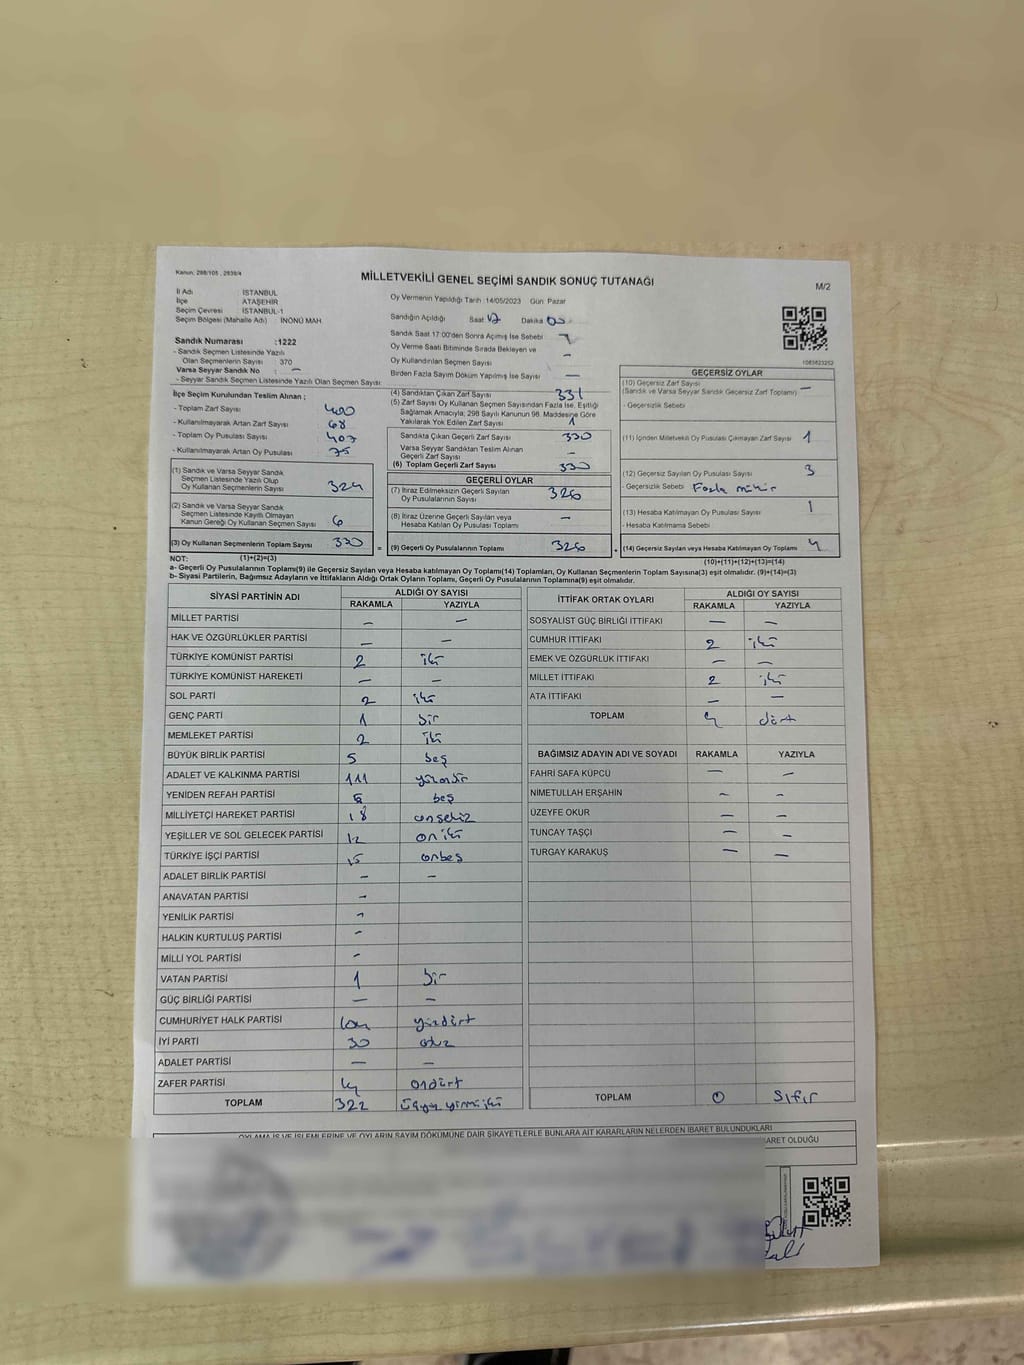 Kanun: 298/105 , 2839/4
MİLLETVEKİLİ GENEL SEÇİMİ SANDIK SONUÇ TUTANAĞI
M/2
İl Adı : İSTANBUL
İlçe : ATAŞEHİR
Seçim Çevresi : İSTANBUL-1
Seçim Bölgesi (Mahalle Adı) : İNÖNÜ MAH.
Oy Vermenin Yapıldığı Tarih :14/05/2023 Gün :Pazar
Sandığın Açıldığı Saat 17 Dakika 00
Sandık Saat 17:00'den Sonra Açılmış İse Sebebi
Oy Verme Saati Bitiminde Sırada Bekleyen ve
Oy Kullandırılan Seçmen Sayısı —
Birden Fazla Sayım Döküm Yapılmış İse Sayısı —
1083623252
Sandık Numarası :1222
- Sandık Seçmen Listesinde Yazılı
Olan Seçmenlerin Sayısı : 370
Varsa Seyyar Sandık No : —
- Seyyar Sandık Seçmen Listesinde Yazılı Olan Seçmen Sayısı:
İlçe Seçim Kurulundan Teslim Alınan ;
- Toplam Zarf Sayısı : 400
- Kullanılmayarak Artan Zarf Sayısı : 68
- Toplam Oy Pusulası Sayısı : 407
- Kullanılmayarak Artan Oy Pusulası : 75
(1) Sandık ve Varsa Seyyar Sandık
Seçmen Listesinde Yazılı Olup
Oy Kullanan Seçmenlerin Sayısı : 324
(2) Sandık ve Varsa Seyyar Sandık
Seçmen Listesinde Kayıtlı Olmayan
Kanun Gereği Oy Kullanan Seçmen Sayısı : 6
(3) Oy Kullanan Seçmenlerin Toplam Sayısı : 330
(1)+(2)=(3)
(4) Sandıktan Çıkan Zarf Sayısı : 331
(5) Zarf Sayısı Oy Kullanan Seçmen Sayısından Fazla İse, Eşitliği
Sağlamak Amacıyla; 298 Sayılı Kanunun 98. Maddesine Göre
Yakılarak Yok Edilen Zarf Sayısı : 1
Sandıkta Çıkan Geçerli Zarf Sayısı : 330
Varsa Seyyar Sandıktan Teslim Alınan
Geçerli Zarf Sayısı : —
(6) Toplam Geçerli Zarf Sayısı : 330
GEÇERLİ OYLAR
(7) İtiraz Edilmeksizin Geçerli Sayılan
Oy Pusulalarının Sayısı : 326
(8) İtiraz Üzerine Geçerli Sayılan veya
Hesaba Katılan Oy Pusulası Toplamı : —
= (9) Geçerli Oy Pusulalarının Toplamı : 326
GEÇERSİZ OYLAR
(10) Geçersiz Zarf Sayısı
(Sandık ve Varsa Seyyar Sandık Geçersiz Zarf Toplamı) : —
- Geçersizlik Sebebi :
(11) İçinden Milletvekili Oy Pusulası Çıkmayan Zarf Sayısı : 1
(12) Geçersiz Sayılan Oy Pusulası Sayısı : 3
- Geçersizlik Sebebi : Fazla mühür
(13) Hesaba Katılmayan Oy Pusulası Sayısı : 1
- Hesaba Katılmama Sebebi :
+ (14) Geçersiz Sayılan veya Hesaba Katılmayan Oy Toplamı : 4
(10)+(11)+(12)+(13)=(14)
NOT:
a- Geçerli Oy Pusulalarının Toplamı(9) ile Geçersiz Sayılan veya Hesaba Katılmayan Oy Toplamı(14) Toplamları, Oy Kullanan Seçmenlerin Toplam Sayısına(3) eşit olmalıdır. (9)+(14)=(3)
b- Siyasi Partilerin, Bağımsız Adayların ve İttifakların Aldığı Ortak Oyların Toplamı, Geçerli Oy Pusulalarının Toplamına(9) eşit olmalıdır.
SİYASİ PARTİNİN ADI ALDIĞI OY SAYISI
RAKAMLA YAZIYLA
MİLLET PARTİSİ — —
HAK VE ÖZGÜRLÜKLER PARTİSİ — —
TÜRKİYE KOMÜNİST PARTİSİ 2 iki
TÜRKİYE KOMÜNİST HAREKETİ — —
SOL PARTİ 2 iki
GENÇ PARTİ 1 bir
MEMLEKET PARTİSİ 2 iki
BÜYÜK BİRLİK PARTİSİ 5 beş
ADALET VE KALKINMA PARTİSİ 111 yüzonbir
YENİDEN REFAH PARTİSİ 5 beş
MİLLİYETÇİ HAREKET PARTİSİ 18 onsekiz
YEŞİLLER VE SOL GELECEK PARTİSİ 12 oniki
TÜRKİYE İŞÇİ PARTİSİ 15 onbeş
ADALET BİRLİK PARTİSİ — —
ANAVATAN PARTİSİ —
YENİLİK PARTİSİ —
HALKIN KURTULUŞ PARTİSİ —
MİLLİ YOL PARTİSİ —
VATAN PARTİSİ 1 bir
GÜÇ BİRLİĞİ PARTİSİ — —
CUMHURİYET HALK PARTİSİ 104 yüzdört
İYİ PARTİ 30 otuz
ADALET PARTİSİ — —
ZAFER PARTİSİ 14 ondört
TOPLAM 322 üçyüzyirmiiki
İTTİFAK ORTAK OYLARI ALDIĞI OY SAYISI
RAKAMLA YAZIYLA
SOSYALİST GÜÇ BİRLİĞİ İTTİFAKI — —
CUMHUR İTTİFAKI 2 iki
EMEK VE ÖZGÜRLÜK İTTİFAKI — —
MİLLET İTTİFAKI 2 iki
ATA İTTİFAKI — —
TOPLAM 4 dört
BAĞIMSIZ ADAYIN ADI VE SOYADI RAKAMLA YAZIYLA
FAHRİ SAFA KÜPCÜ — —
NİMETULLAH ERŞAHİN — —
ÜZEYFE OKUR — —
TUNCAY TAŞÇI — —
TURGAY KARAKUŞ — —
TOPLAM 0 Sıfır
OYLAMA İŞ VE İŞLEMLERİNE VE OYLARIN SAYIM DÖKÜMÜNE DAİR ŞİKAYETLERLE BUNLARA AİT KARARLARIN NELERDEN İBARET BULUNDUKLARI
BARET OLDUĞU